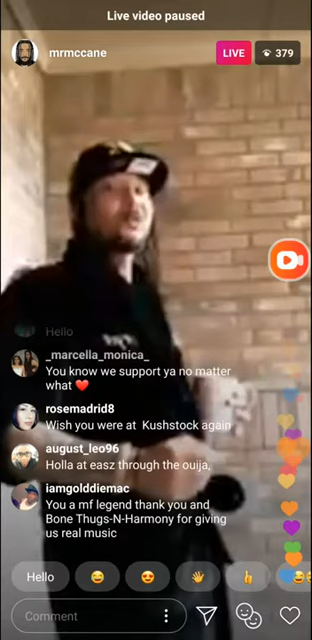 Live video paused
mrmccane
LIVE
379
Hello
_marcella_monica_
You know we support ya no matter
what ❤️
rosemadrid8
Wish you were at Kushstock again
august_leo96
Holla at easz through the ouija,
iamgolddiemac
You a mf legend thank you and
Bone Thugs-N-Harmony for giving
us real music
Hello
Comment